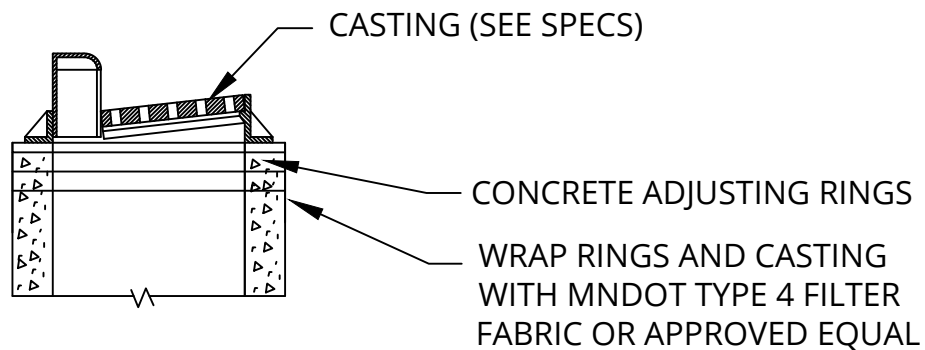 CASTING (SEE SPECS)
CONCRETE ADJUSTING RINGS
WRAP RINGS AND CASTING
WITH MNDOT TYPE 4 FILTER
FABRIC OR APPROVED EQUAL